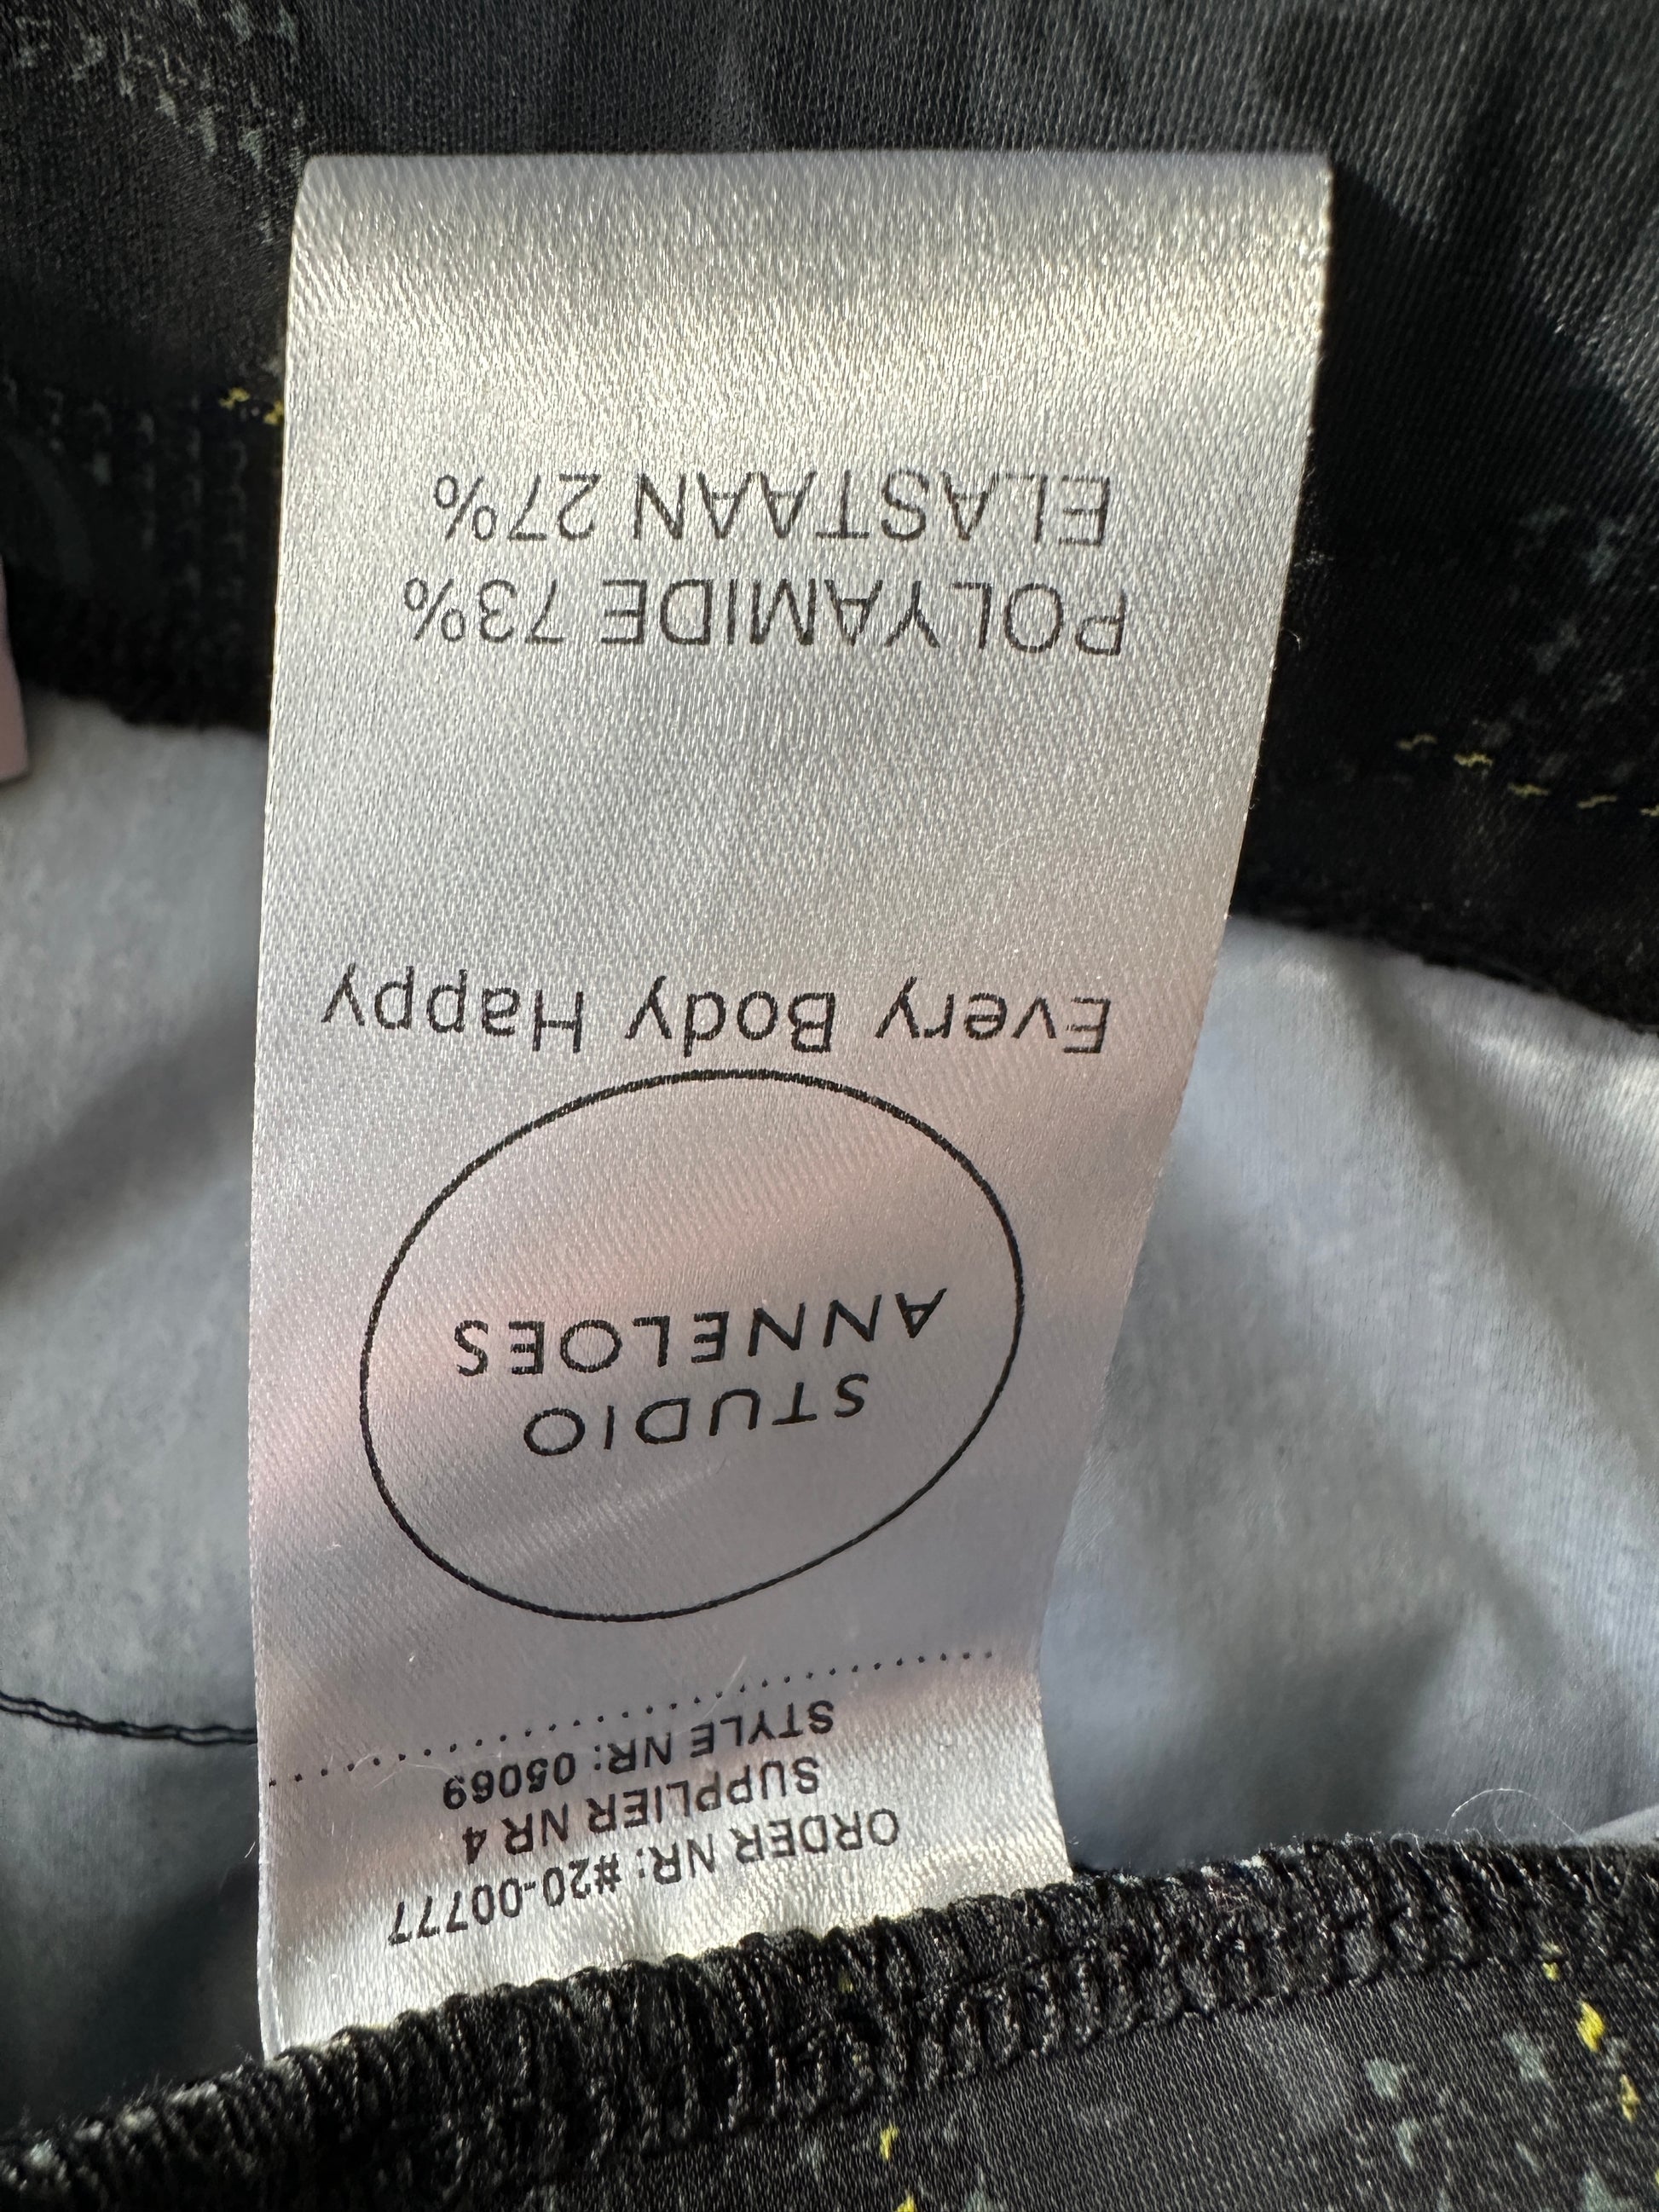 ORDER NR: #20-00777
SUPPLIER NR 4
STYLE NR: 05069
STUDIO
ANNELOES
Every Body Happy
POLYAMIDE 73%
ELASTAAN 27%